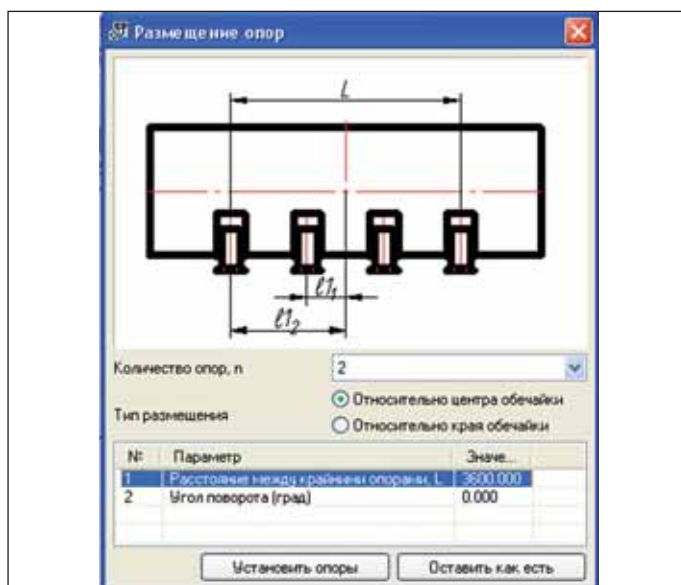 Размещение опор
L
ℓ1₁
ℓ1₂
Количество опор, n 2
Тип размещения
Относительно центра обечайки
Относительно края обечайки
№ Параметр Значе...
1 Расстояние между крайними опорами, L 3600.000
2 Угол поворота (град) 0.000
Установить опоры Оставить как есть